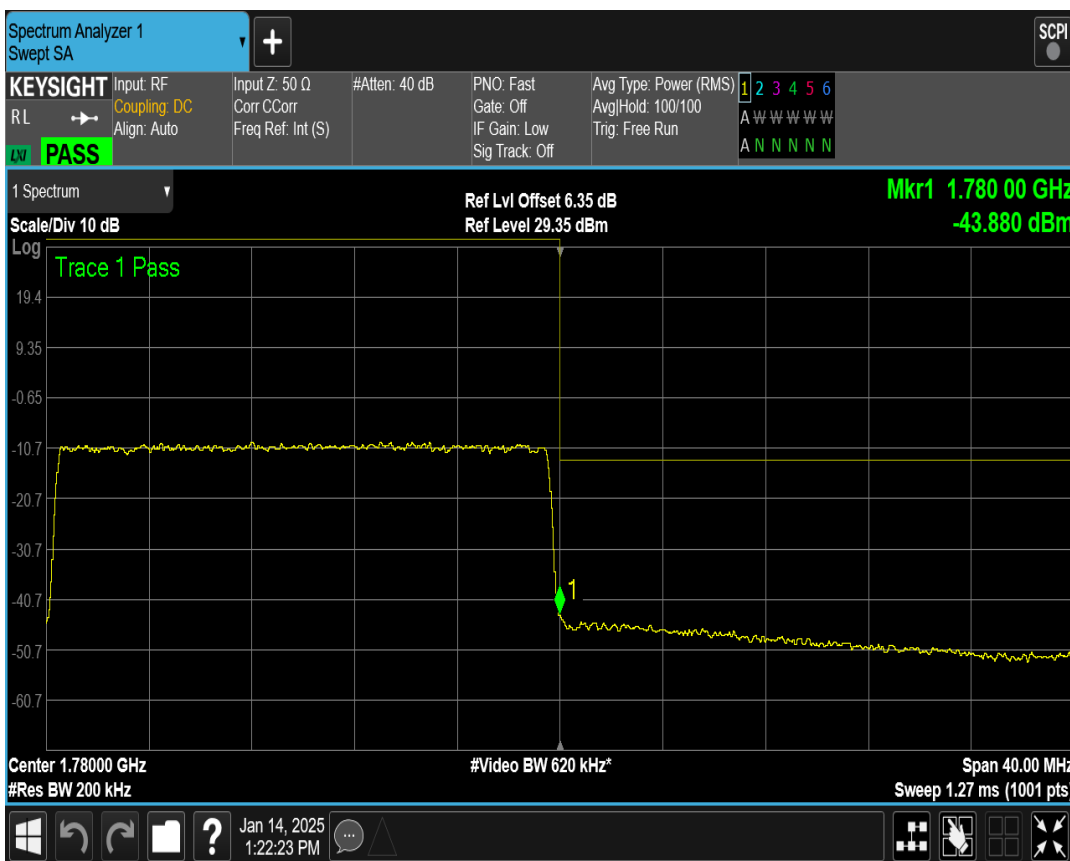 Spectrum Analyzer 1
Swept SA
+
SCPI
KEYSIGHT
RL
LXI PASS
Input: RF
Coupling: DC
Align: Auto
Input Z: 50 Ω
Corr CCorr
Freq Ref: Int (S)
#Atten: 40 dB
PNO: Fast
Gate: Off
IF Gain: Low
Sig Track: Off
Avg Type: Power (RMS)
Avg|Hold: 100/100
Trig: Free Run
1 2 3 4 5 6
A W W W W W
A N N N N N
1 Spectrum
Scale/Div 10 dB
Ref Lvl Offset 6.35 dB
Ref Level 29.35 dBm
Mkr1 1.780 00 GHz
-43.880 dBm
Log
Trace 1 Pass
19.4
9.35
-0.65
-10.7
-20.7
-30.7
-40.7
-50.7
-60.7
1
Center 1.78000 GHz
#Res BW 200 kHz
#Video BW 620 kHz*
Span 40.00 MHz
Sweep 1.27 ms (1001 pts)
?
Jan 14, 2025
1:22:23 PM